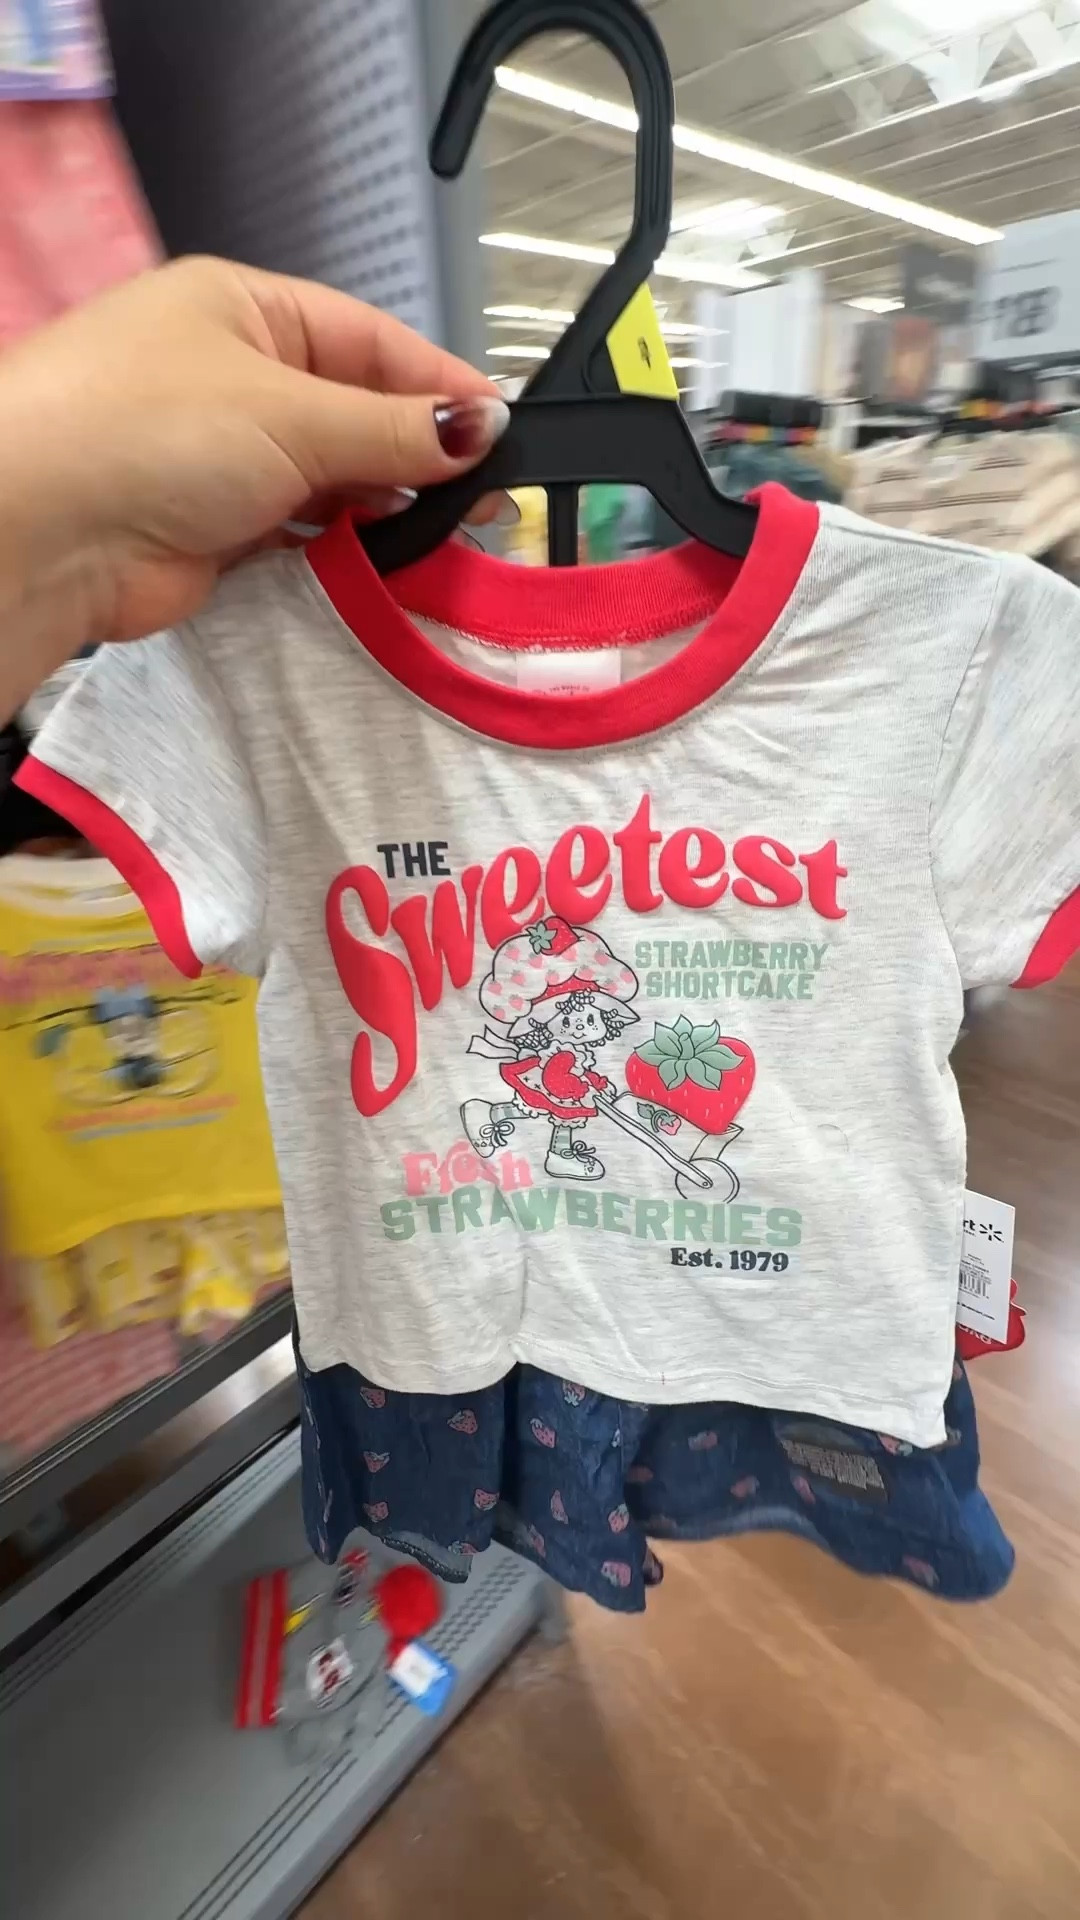 THE
Sweetest
STRAWBERRY
SHORTCAKE
Fresh
STRAWBERRIES
Est. 1979